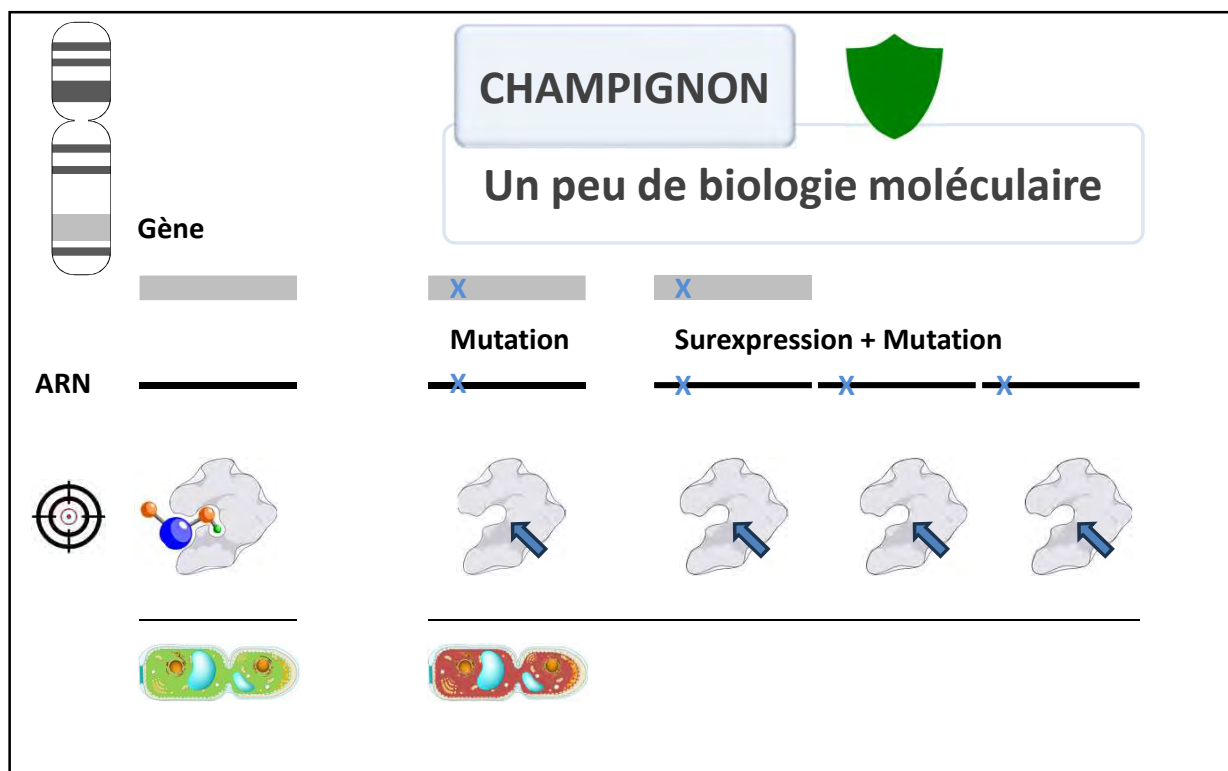 CHAMPIGNON
Un peu de biologie moléculaire
Gène
X X
Mutation Surexpression + Mutation
ARN X X X X